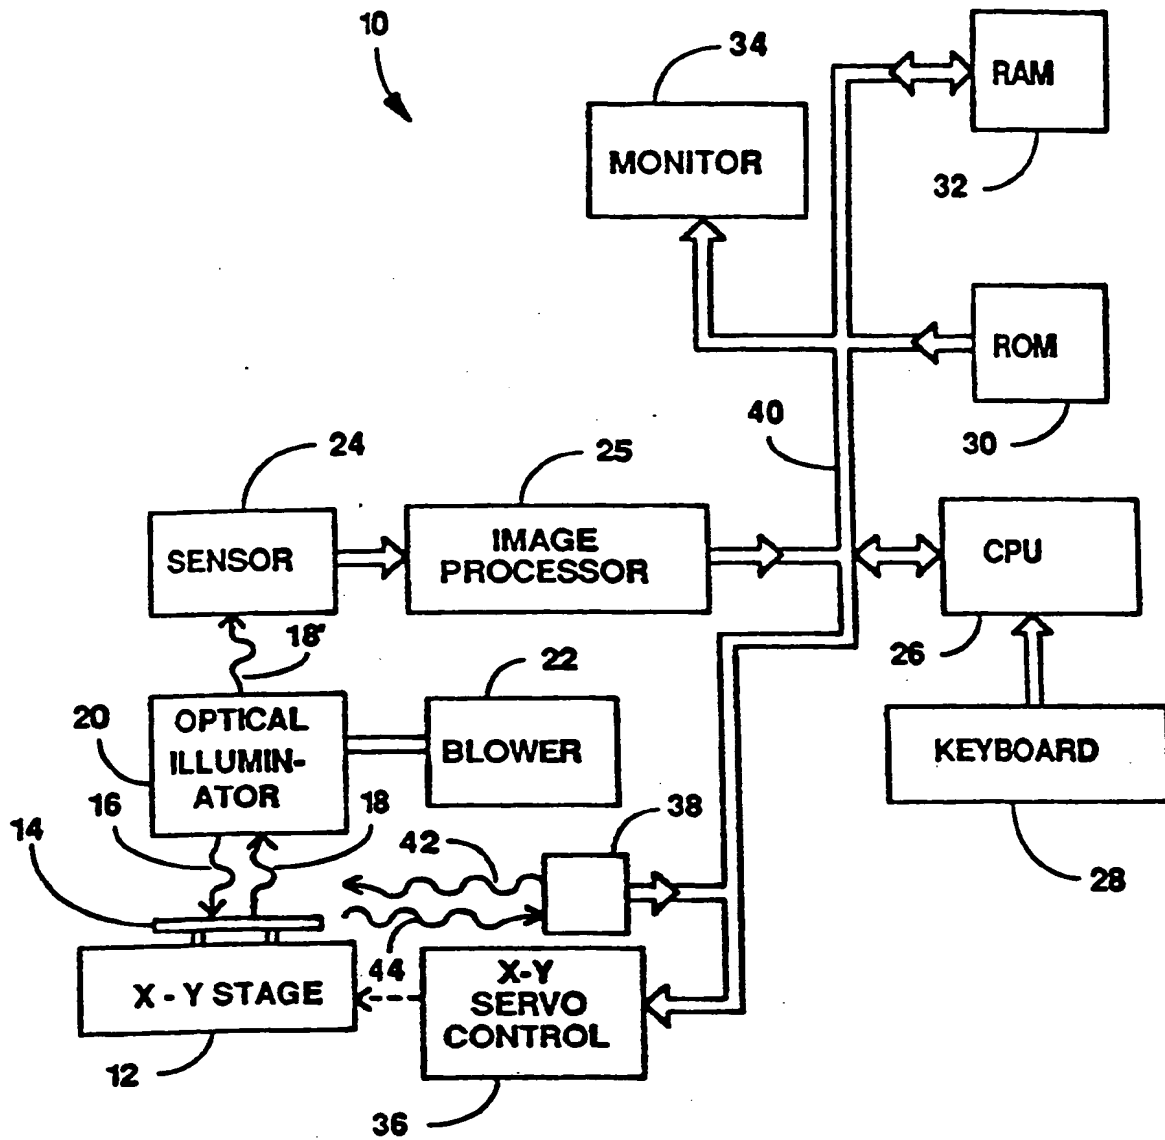 10
34
RAM
MONITOR
32
ROM
40
30
24
25
SENSOR
IMAGE
PROCESSOR
CPU
18'
22
26
20
OPTICAL
ILLUMIN-
ATOR
BLOWER
KEYBOARD
16
18
14
42
38
28
44
X - Y STAGE
X-Y
SERVO
CONTROL
12
36